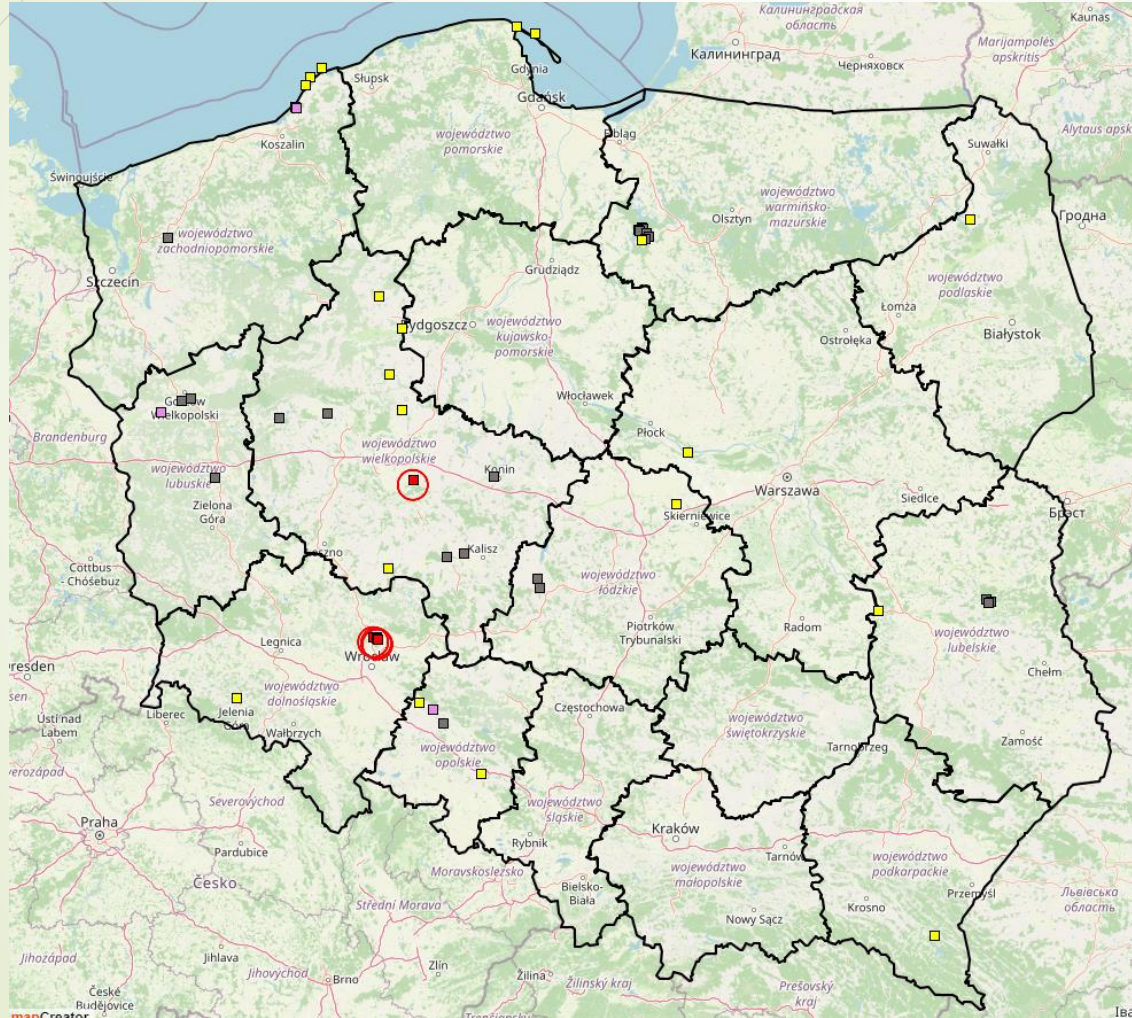 Калининградская
область
Kaunas
Marijampolės
apskritis
Калининград
Черняховск
Słupsk
Gdynia
Gdańsk
Alytaus apsk
Koszalin
województwo
pomorskie
Elbląg
Suwałki
Świnoujście
województwo
warmińsko-
mazurskie
Olsztyn
Гродна
województwo
zachodniopomorskie
Szczecin
Grudziądz
województwo
podlaskie
Łomża
Białystok
Bydgoszcz
województwo
kujawsko-
pomorskie
Ostrołęka
Włocławek
Wielkopolski
Brandenburg
Płock
województwo
wielkopolskie
Konin
województwo
lubuskie
Warszawa
Siedlce
Брэст
Zielona
Góra
Skierniewice
Leszno
Kalisz
Cottbus
- Chóśebuz
województwo
łódzkie
Piotrków
Trybunalski
Radom
województwo
lubelskie
Legnica
Wrocław
Chełm
Dresden
województwo
dolnośląskie
Jelenia
Góra
Liberec
Ústí nad
Labem
Wałbrzych
Częstochowa
województwo
świętokrzyskie
Tarnobrzeg
Zamość
województwo
opolskie
Severovýchod
województwo
śląskie
Praha
Kraków
Rybnik
Tarnów
województwo
podkarpackie
Pardubice
Moravskoslezsko
Bielsko-
Biała
województwo
małopolskie
Przemyśl
Львівська
область
Česko
Střední Morava
Krosno
Nowy Sącz
Jihozápad
Jihlava
Jihovýchod
Brno
Zlín
Žilina
Žilinský kraj
Prešovský
kraj
České
Budějovice
Trenčiansky
Іва
mapCreator